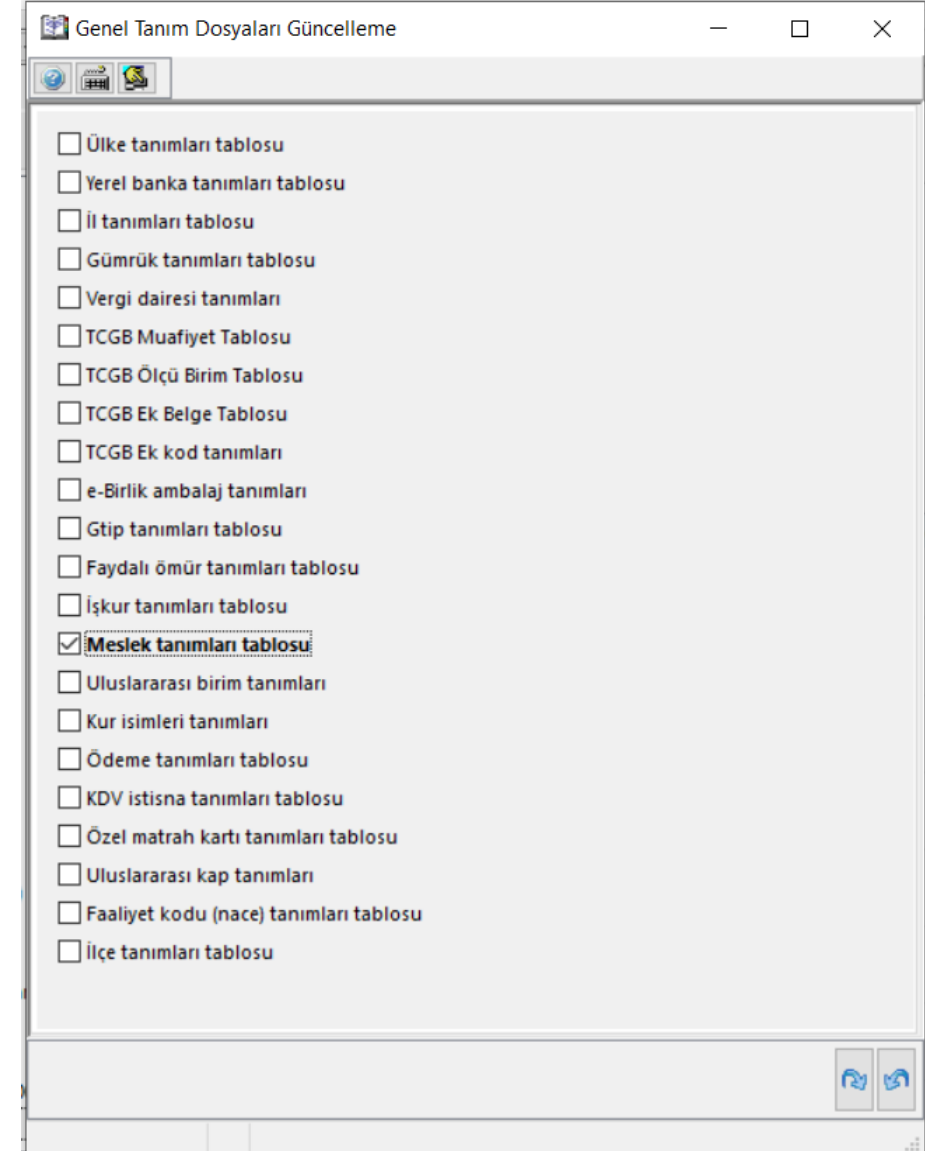 Genel Tanım Dosyaları Güncelleme
Ülke tanımları tablosu
Yerel banka tanımları tablosu
İl tanımları tablosu
Gümrük tanımları tablosu
Vergi dairesi tanımları
TCGB Muafiyet Tablosu
TCGB Ölçü Birim Tablosu
TCGB Ek Belge Tablosu
TCGB Ek kod tanımları
e-Birlik ambalaj tanımları
Gtip tanımları tablosu
Faydalı ömür tanımları tablosu
İşkur tanımları tablosu
Meslek tanımları tablosu
Uluslararası birim tanımları
Kur isimleri tanımları
Ödeme tanımları tablosu
KDV istisna tanımları tablosu
Özel matrah kartı tanımları tablosu
Uluslararası kap tanımları
Faaliyet kodu (nace) tanımları tablosu
İlçe tanımları tablosu